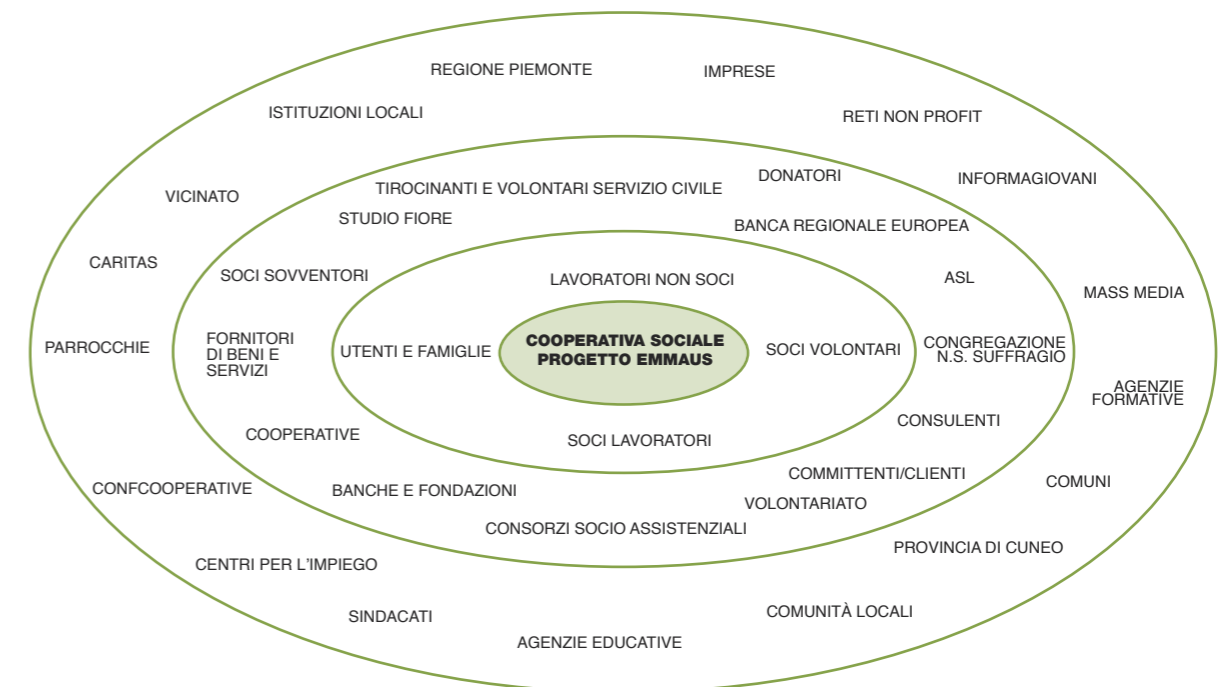 REGIONE PIEMONTE
IMPRESE
ISTITUZIONI LOCALI
RETI NON PROFIT
VICINATO
TIROCINANTI E VOLONTARI SERVIZIO CIVILE
DONATORI
INFORMAGIOVANI
STUDIO FIORE
BANCA REGIONALE EUROPEA
CARITAS
SOCI SOVVENTORI
LAVORATORI NON SOCI
ASL
MASS MEDIA
PARROCCHIE
FORNITORI
DI BENI E
SERVIZI
UTENTI E FAMIGLIE
COOPERATIVA SOCIALE
PROGETTO EMMAUS
SOCI VOLONTARI
CONGREGAZIONE
N.S. SUFFRAGIO
AGENZIE
FORMATIVE
COOPERATIVE
SOCI LAVORATORI
CONSULENTI
CONFCOOPERATIVE
BANCHE E FONDAZIONI
COMMITTENTI/CLIENTI
COMUNI
VOLONTARIATO
CONSORZI SOCIO ASSISTENZIALI
PROVINCIA DI CUNEO
CENTRI PER L'IMPIEGO
SINDACATI
COMUNITÀ LOCALI
AGENZIE EDUCATIVE